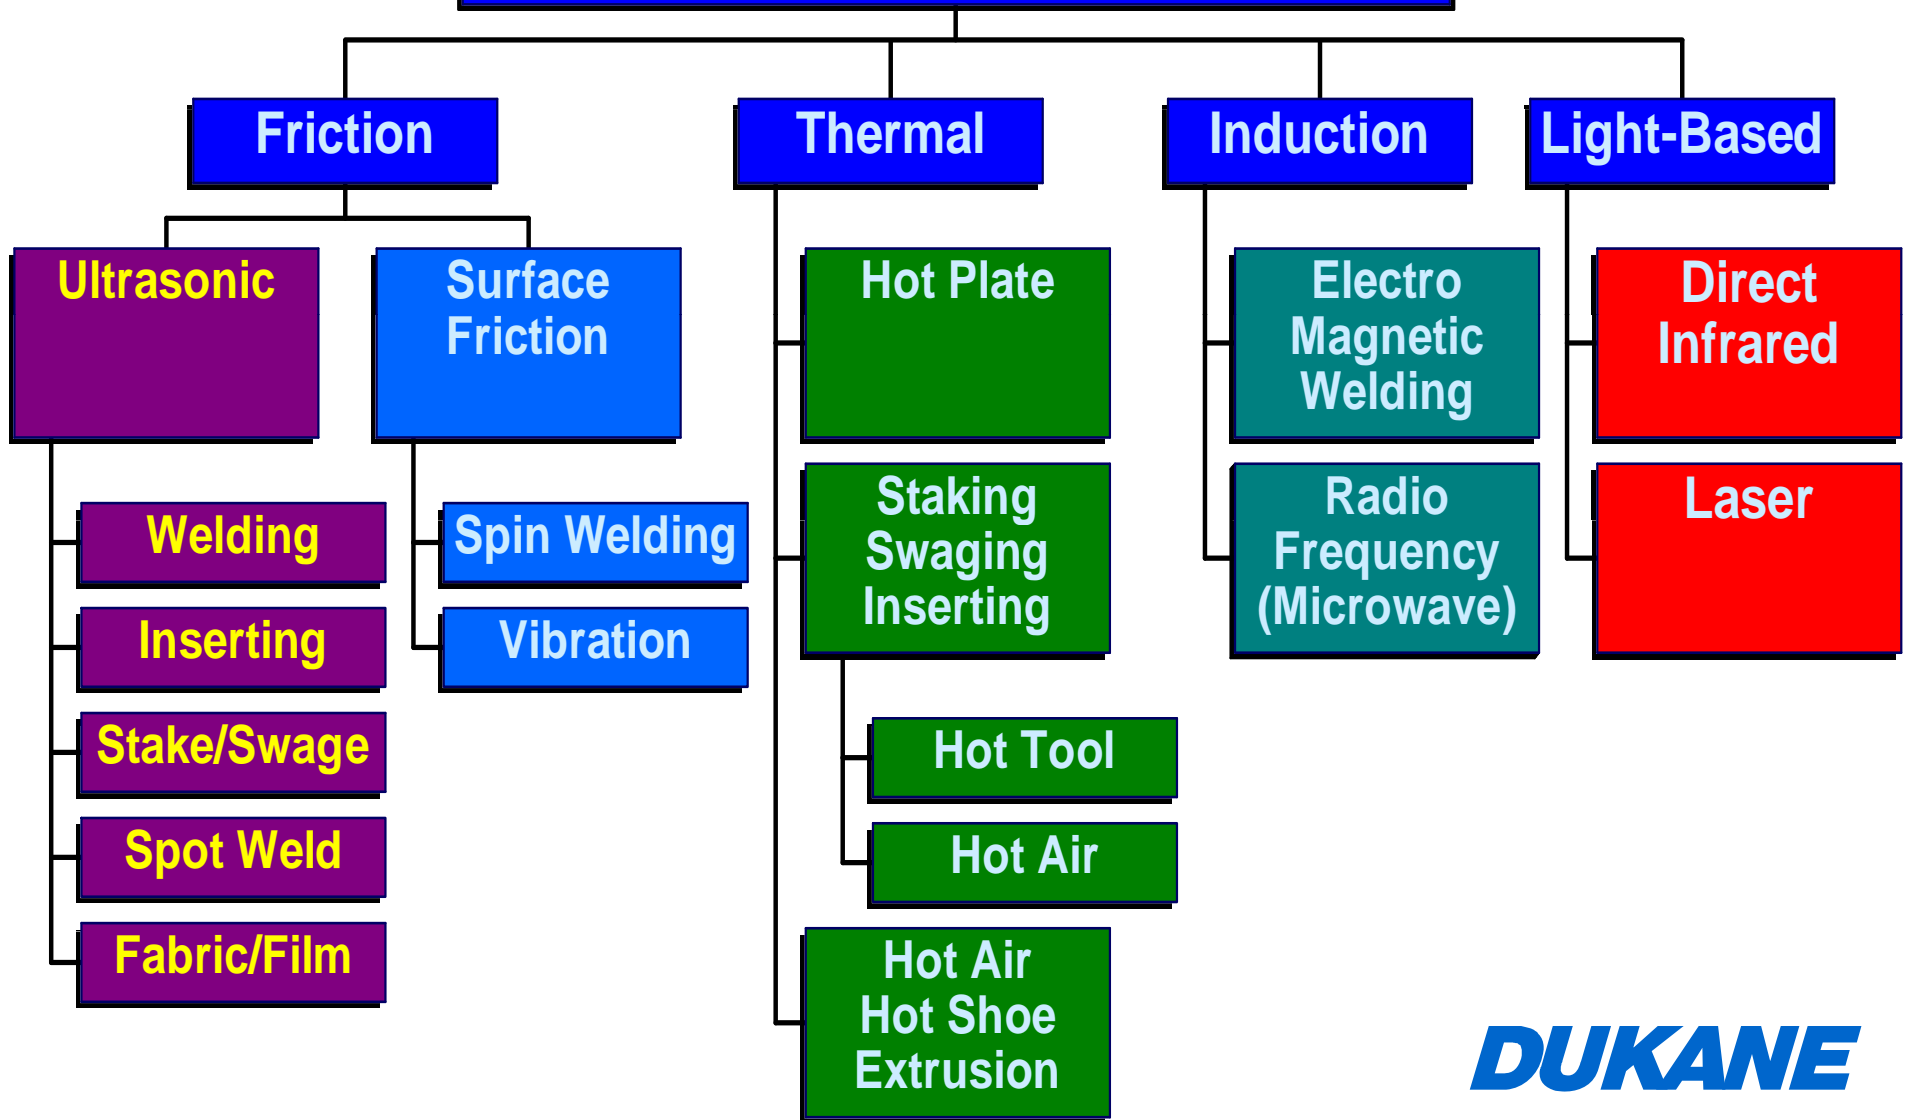 Friction
Thermal
Induction
Light-Based
Ultrasonic
Surface
Friction
Hot Plate
Electro
Magnetic
Welding
Direct
Infrared
Staking
Swaging
Inserting
Radio
Frequency
(Microwave)
Laser
Welding
Spin Welding
Inserting
Vibration
Stake/Swage
Hot Tool
Spot Weld
Hot Air
Fabric/Film
Hot Air
Hot Shoe
Extrusion
DUKANE